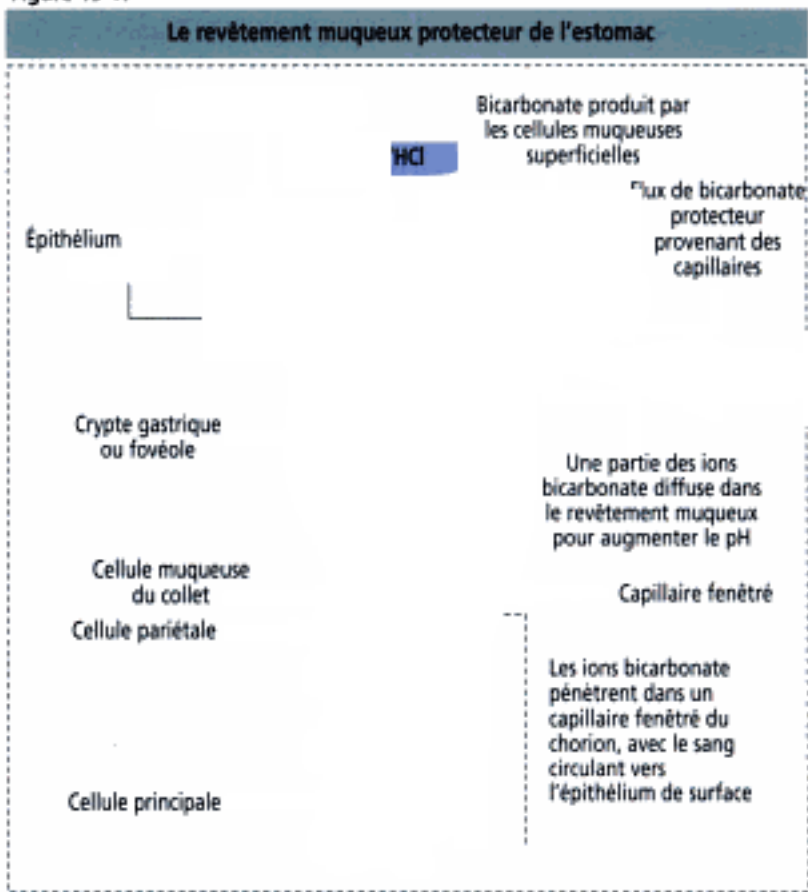 Le revêtement muqueux protecteur de l'estomac
Bicarbonate produit par
les cellules muqueuses
superficielles
HCl
lux de bicarbonate
protecteur
provenant des
capillaires
Épithélium
Crypte gastrique
ou fovéole
Une partie des ions
bicarbonate diffuse dans
le revêtement muqueux
pour augmenter le pH
Cellule muqueuse
du collet
Capillaire fenêtré
Cellule pariétale
Les ions bicarbonate
pénètrent dans un
capillaire fenêtré du
chorion, avec le sang
circulant vers
l'épithélium de surface
Cellule principale